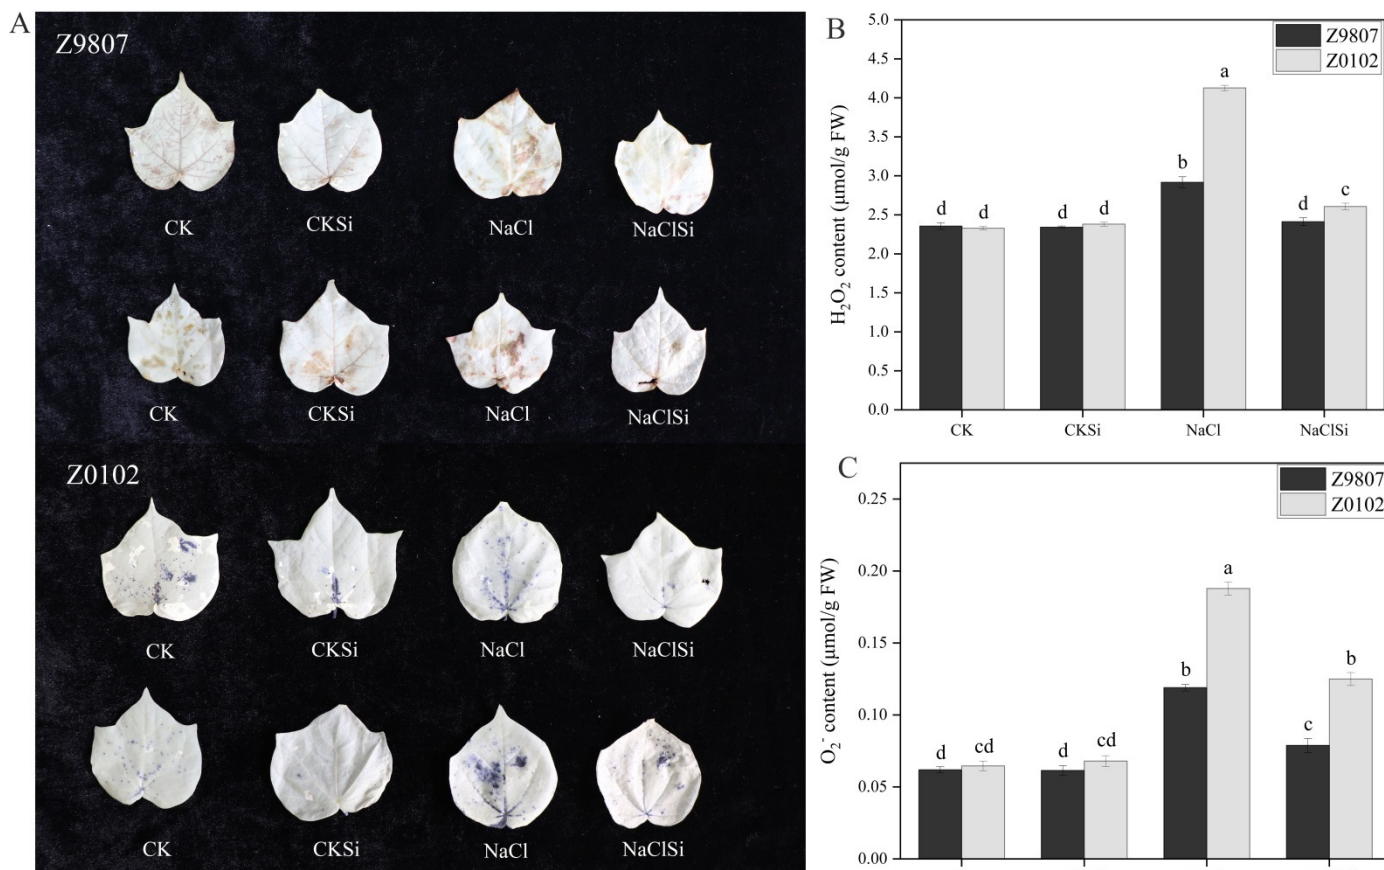 A
Z9807
CK
CKSi
NaCl
NaClSi
CK
CKSi
NaCl
NaClSi
Z0102
CK
CKSi
NaCl
NaClSi
CK
CKSi
NaCl
NaClSi
B
Z9807
Z0102
H₂O₂ content (μmol/g FW)
5.0
4.5
4.0
3.5
3.0
2.5
2.0
1.5
1.0
0.5
0.0
d d d d b a d c
CK CKSi NaCl NaClSi
C
Z9807
Z0102
O₂⁻ content (μmol/g FW)
0.25
0.20
0.15
0.10
0.05
0.00
d cd d cd b a c b